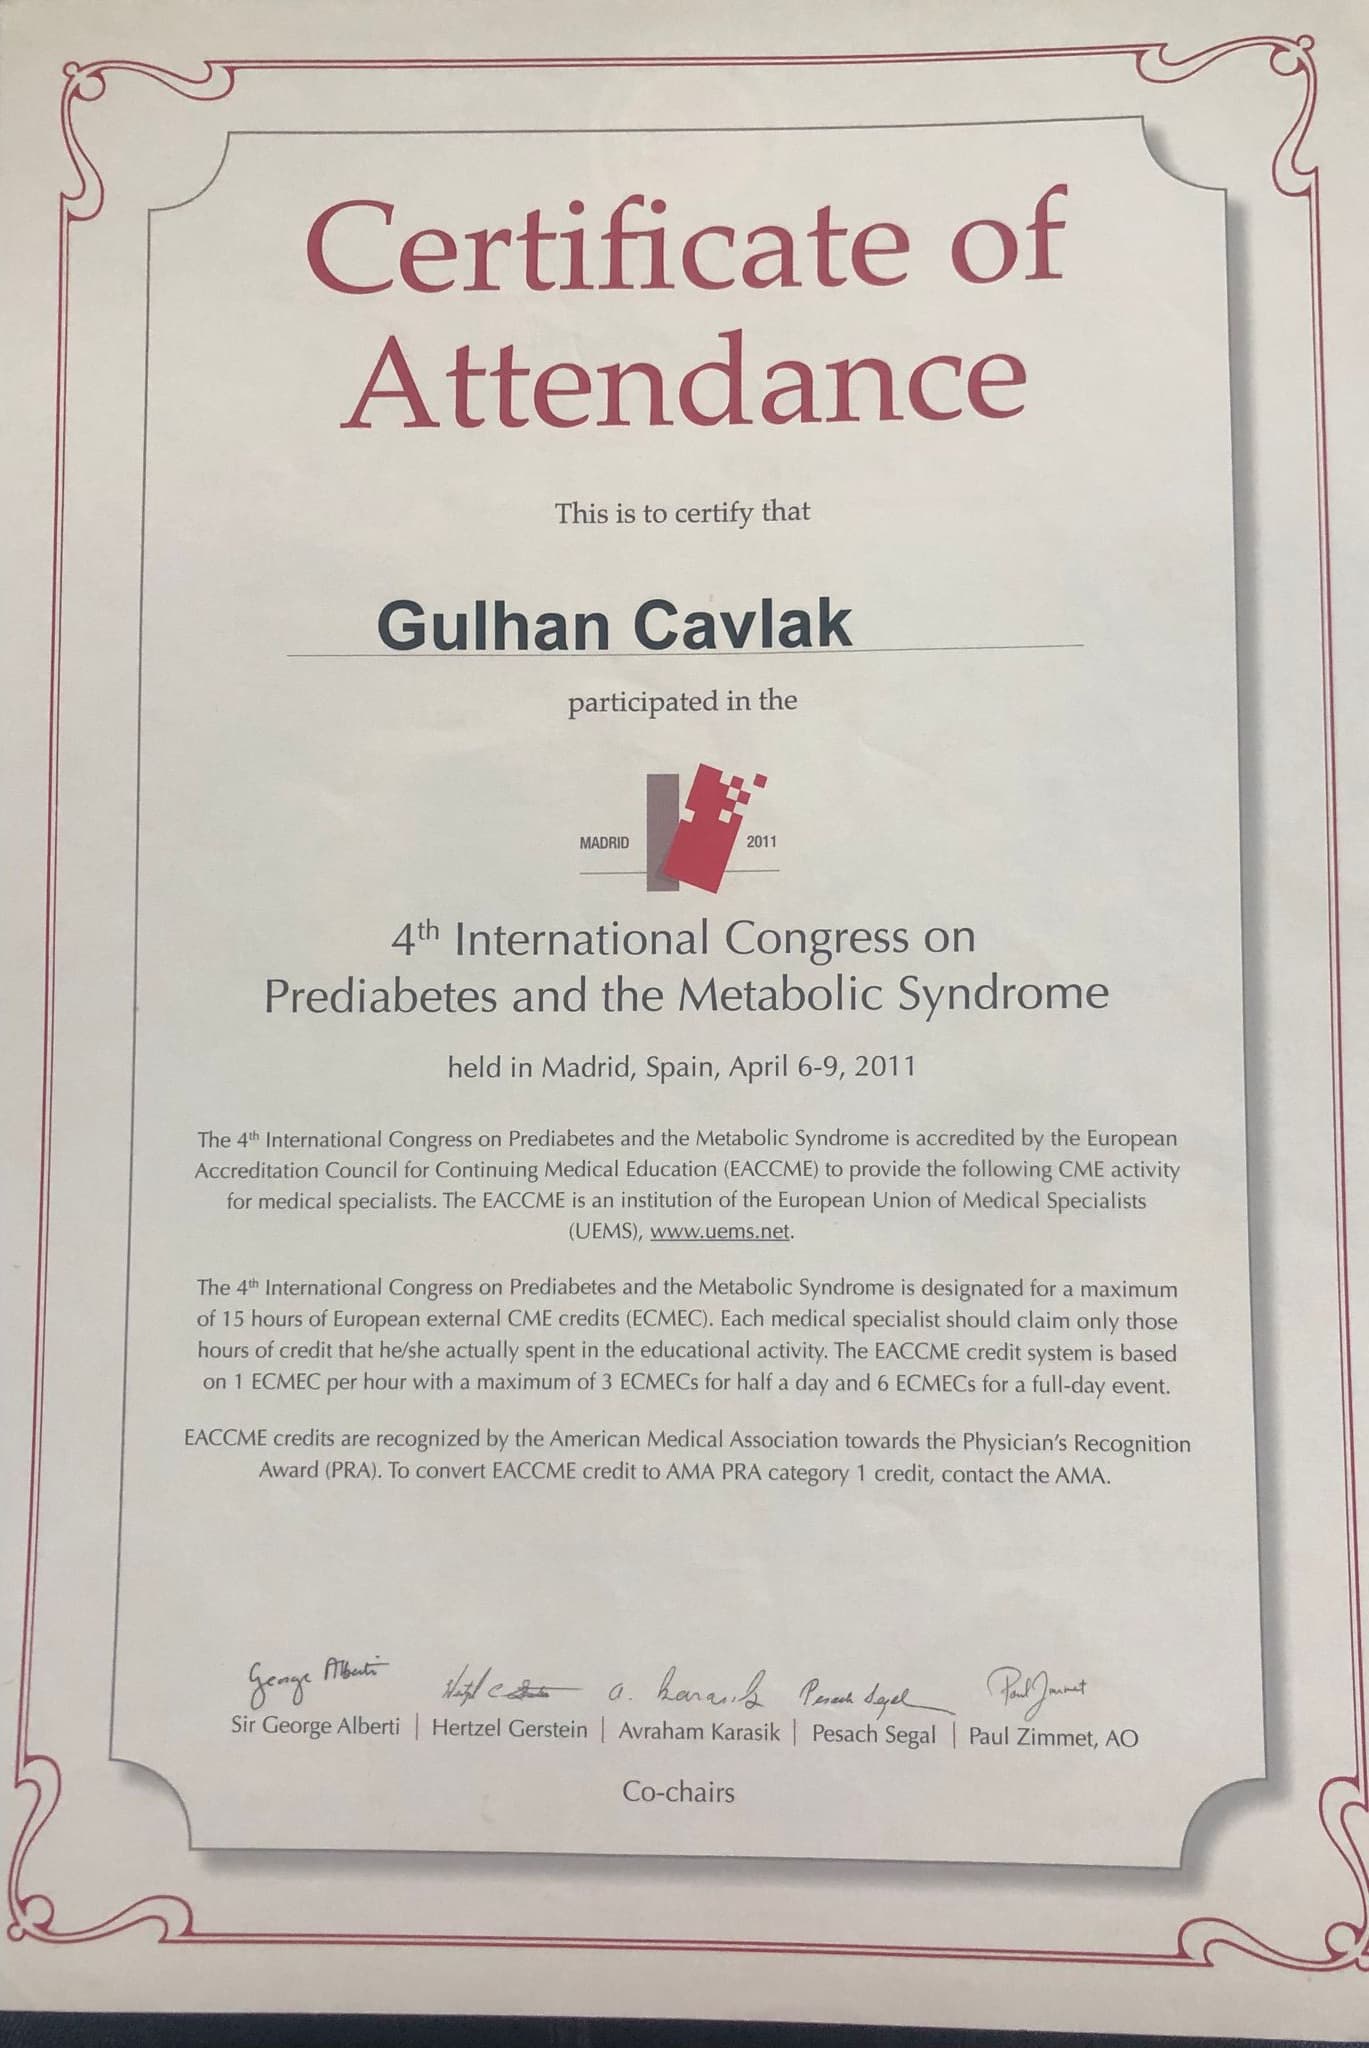 Certificate of
Attendance
This is to certify that
Gulhan Cavlak
participated in the
MADRID 2011
4th International Congress on
Prediabetes and the Metabolic Syndrome
held in Madrid, Spain, April 6-9, 2011
The 4th International Congress on Prediabetes and the Metabolic Syndrome is accredited by the European
Accreditation Council for Continuing Medical Education (EACCME) to provide the following CME activity
for medical specialists. The EACCME is an institution of the European Union of Medical Specialists
(UEMS), www.uems.net.
The 4th International Congress on Prediabetes and the Metabolic Syndrome is designated for a maximum
of 15 hours of European external CME credits (ECMEC). Each medical specialist should claim only those
hours of credit that he/she actually spent in the educational activity. The EACCME credit system is based
on 1 ECMEC per hour with a maximum of 3 ECMECs for half a day and 6 ECMECs for a full-day event.
EACCME credits are recognized by the American Medical Association towards the Physician's Recognition
Award (PRA). To convert EACCME credit to AMA PRA category 1 credit, contact the AMA.
George Alberti a. Karasik Pesach Segal Paul Zimmet
Sir George Alberti | Hertzel Gerstein | Avraham Karasik | Pesach Segal | Paul Zimmet, AO
Co-chairs